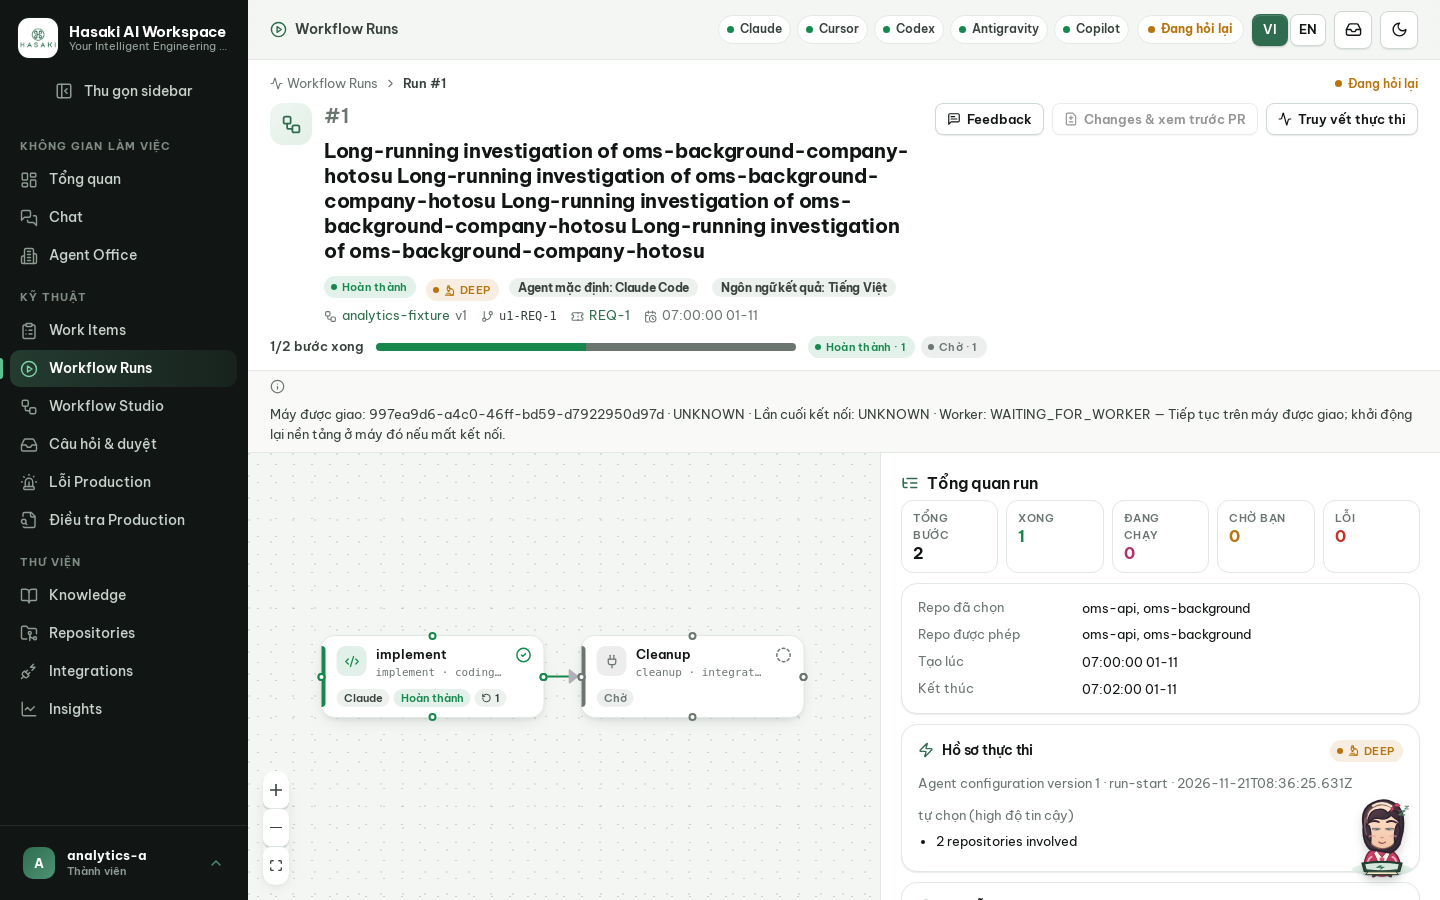 HASAKI
Hasaki AI Workspace
Your Intelligent Engineering ...
Thu gọn sidebar
KHÔNG GIAN LÀM VIỆC
Tổng quan
Chat
Agent Office
KỸ THUẬT
Work Items
Workflow Runs
Workflow Studio
Câu hỏi & duyệt
Lỗi Production
Điều tra Production
THƯ VIỆN
Knowledge
Repositories
Integrations
Insights
A
analytics-a
Thành viên
Workflow Runs
Claude
Cursor
Codex
Antigravity
Copilot
Đang hỏi lại
VI
EN
Workflow Runs > Run #1
Đang hỏi lại
#1
Feedback
Changes & xem trước PR
Truy vết thực thi
Long-running investigation of oms-background-company-
hotosu Long-running investigation of oms-background-
company-hotosu Long-running investigation of oms-
background-company-hotosu Long-running investigation
of oms-background-company-hotosu
Hoàn thành
DEEP
Agent mặc định: Claude Code
Ngôn ngữ kết quả: Tiếng Việt
analytics-fixture v1
u1-REQ-1
REQ-1
07:00:00 01-11
1/2 bước xong
Hoàn thành · 1
Chờ · 1
Máy được giao: 997ea9d6-a4c0-46ff-bd59-d7922950d97d · UNKNOWN · Lần cuối kết nối: UNKNOWN · Worker: WAITING_FOR_WORKER — Tiếp tục trên máy được giao; khởi động
lại nền tảng ở máy đó nếu mất kết nối.
implement
implement · coding...
Claude
Hoàn thành
1
Cleanup
cleanup · integrat...
Chờ
Tổng quan run
TỔNG BƯỚC
2
XONG
1
ĐANG CHẠY
0
CHỜ BẠN
0
LỖI
0
Repo đã chọn
oms-api, oms-background
Repo được phép
oms-api, oms-background
Tạo lúc
07:00:00 01-11
Kết thúc
07:02:00 01-11
Hồ sơ thực thi
DEEP
Agent configuration version 1 · run-start · 2026-11-21T08:36:25.631Z
tự chọn (high độ tin cậy)
• 2 repositories involved